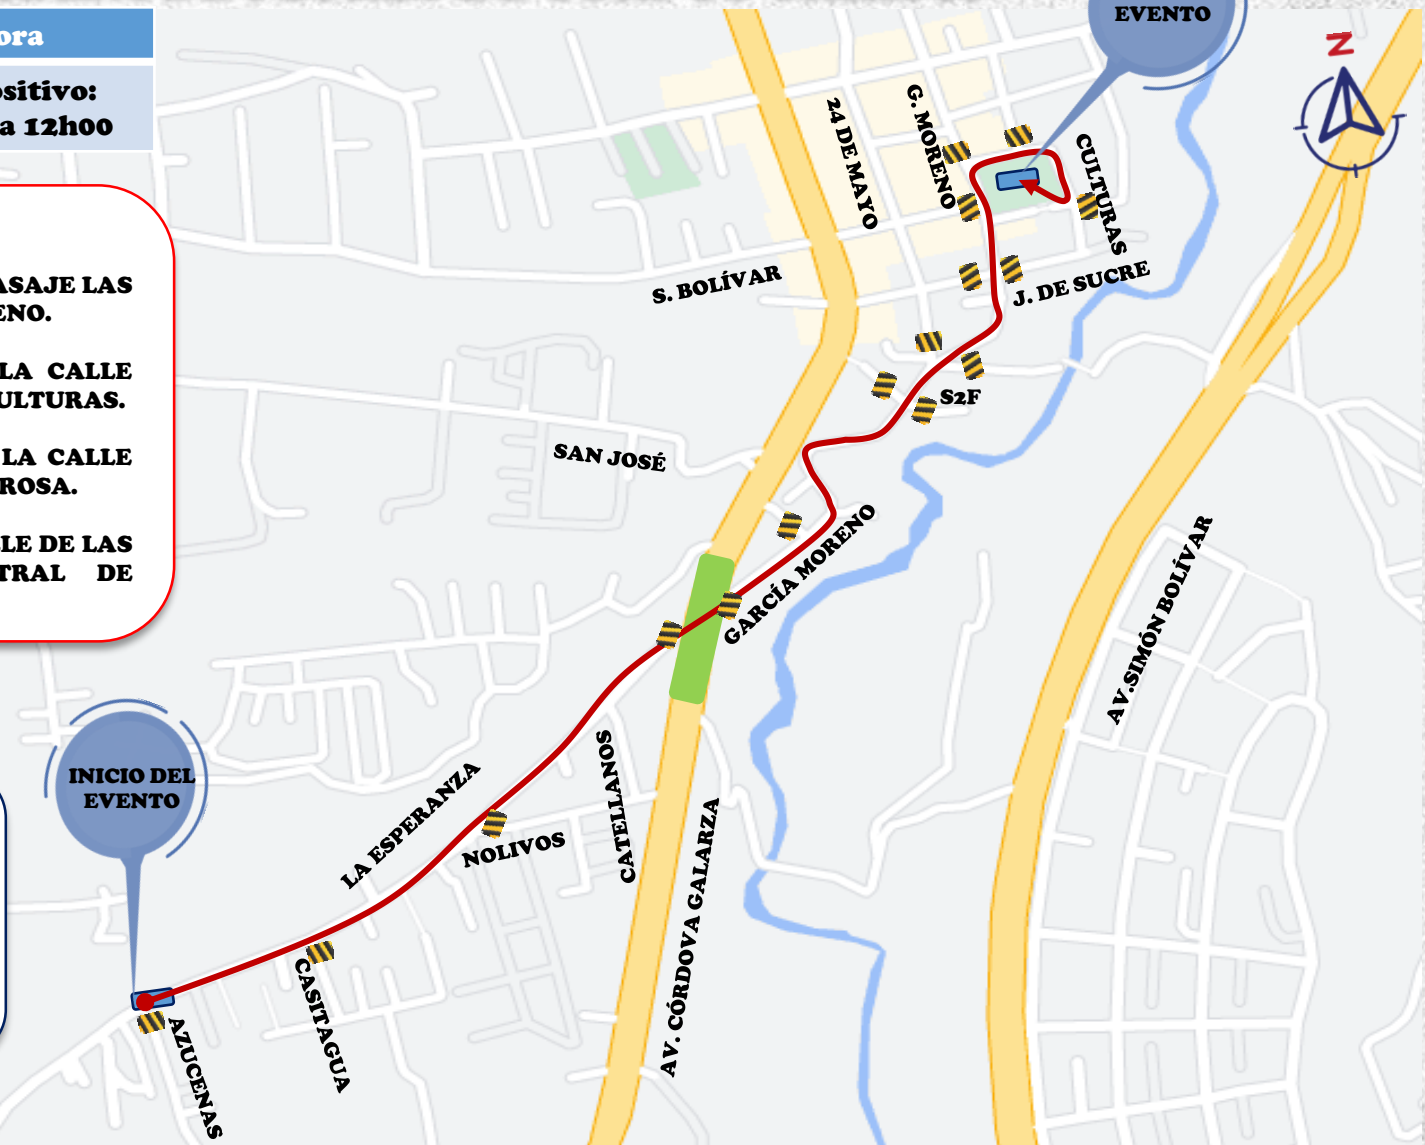 ora
ositivo:
a 12h00
ASAJE LAS
ENO.
LA CALLE
ULTURAS.
LA CALLE
ROSA.
LE DE LAS
TRAL DE
EVENTO
N
24 DE MAYO
G. MORENO
CULTURAS
S. BOLÍVAR
J. DE SUCRE
S2F
SAN JOSÉ
GARCÍA MORENO
AV.SIMÓN BOLÍVAR
INICIO DEL
EVENTO
LA ESPERANZA
NOLIVOS
CATELLANOS
AV. CÓRDOVA GALARZA
CASITAGUA
AZUCENAS